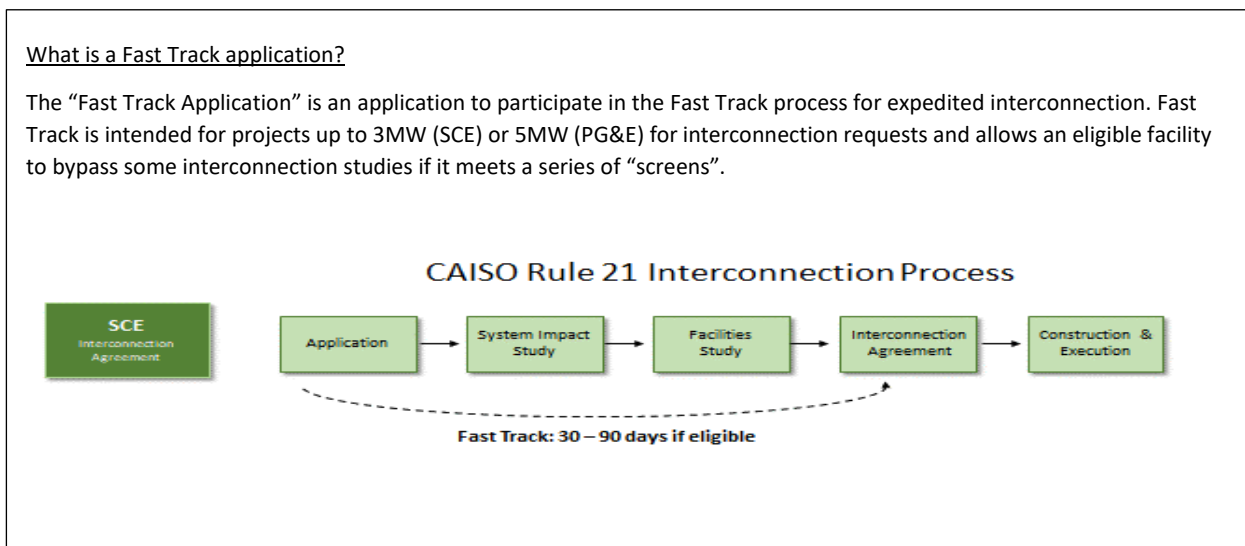 What is a Fast Track application?
The “Fast Track Application” is an application to participate in the Fast Track process for expedited interconnection. Fast
Track is intended for projects up to 3MW (SCE) or 5MW (PG&E) for interconnection requests and allows an eligible facility
to bypass some interconnection studies if it meets a series of “screens”.
CAISO Rule 21 Interconnection Process
SCE
Interconnection
Agreement
Application
System Impact
Study
Facilities
Study
Interconnection
Agreement
Construction &
Execution
Fast Track: 30 – 90 days if eligible